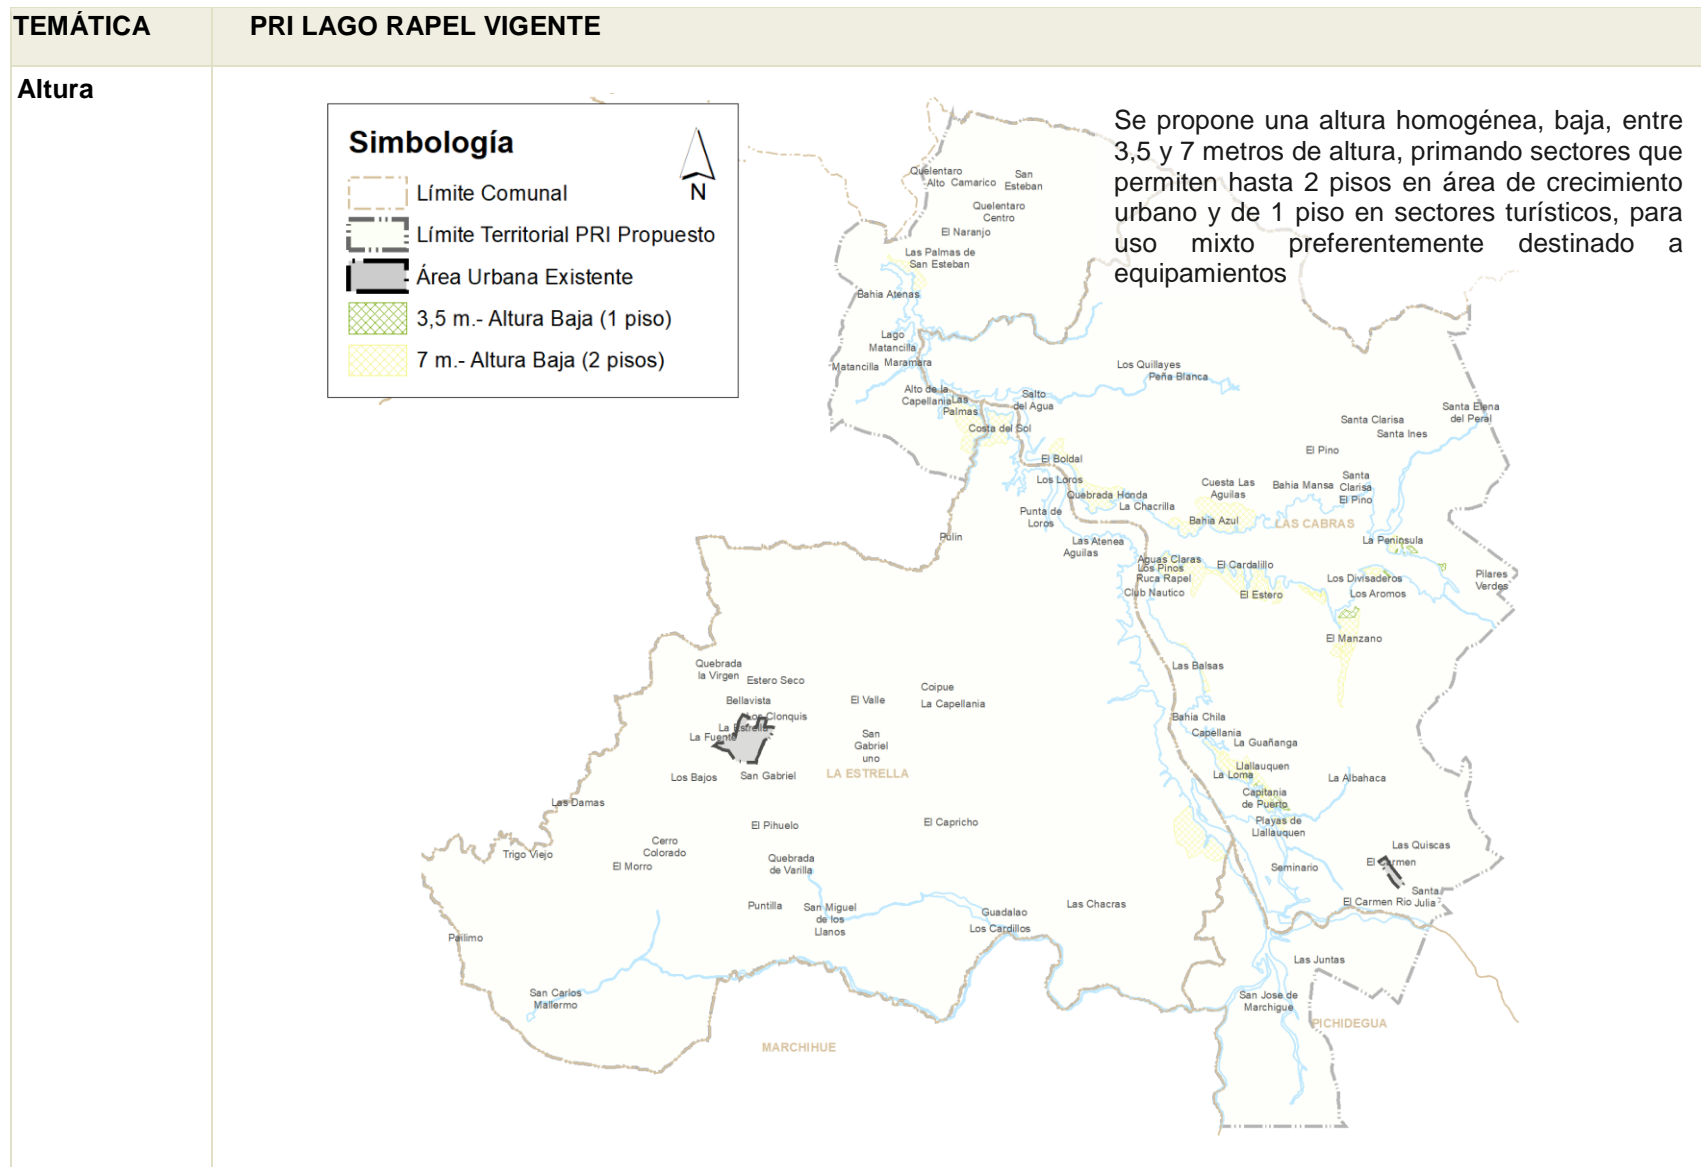 TEMÁTICA
PRI LAGO RAPEL VIGENTE
Altura
Simbología
N
Límite Comunal
Límite Territorial PRI Propuesto
Área Urbana Existente
3,5 m.- Altura Baja (1 piso)
7 m.- Altura Baja (2 pisos)
Se propone una altura homogénea, baja, entre
3,5 y 7 metros de altura, primando sectores que
permiten hasta 2 pisos en área de crecimiento
urbano y de 1 piso en sectores turísticos, para
uso mixto preferentemente destinado a
equipamientos
Quelentaro
Alto
Camarico
San
Esteban
Quelentaro
Centro
El Naranjo
Las Palmas de
San Esteban
Bahia Atenas
Lago
Matancilla
Matancilla
Maramara
Alto de la
Capellania
Las
Palmas
Costa del Sol
Salto
del Agua
Los Quillayes
Peña Blanca
Santa Clarisa
Santa Elena
del Peral
Santa Ines
El Pino
El Boldal
Los Loros
Quebrada Honda
La Chacrilla
Cuesta Las
Aguilas
Bahia Mansa
Santa
Clarisa
El Pino
Punta de
Loros
Bahia Azul
LAS CABRAS
Pulin
Las Atenea
Aguilas
La Peninsula
Aguas Claras
Los Pinos
Ruca Rapel
Club Nautico
El Cardalillo
El Estero
Los Divisaderos
Los Aromos
Pilares
Verdes
El Manzano
Las Balsas
Quebrada
la Virgen
Estero Seco
Bellavista
Los Clonquis
La Estrella
La Fuente
El Valle
Coipue
La Capellania
San
Gabriel
uno
Los Bajos
San Gabriel
LA ESTRELLA
Bahia Chila
Capellania
La Guañanga
Llallauquen
La Loma
La Albahaca
Capitania
de Puerto
Playas de
Llallauquen
Las Damas
El Pihuelo
El Capricho
Cerro
Colorado
Trigo Viejo
El Morro
Quebrada
de Varilla
Las Quiscas
El Carmen
Seminario
Santa
Julia
El Carmen Rio
Puntilla
San Miguel
de los
Llanos
Guadalao
Los Cardillos
Las Chacras
Pailimo
Las Juntas
San Carlos
Mallermo
San Jose de
Marchigue
PICHIDEGUA
MARCHIHUE